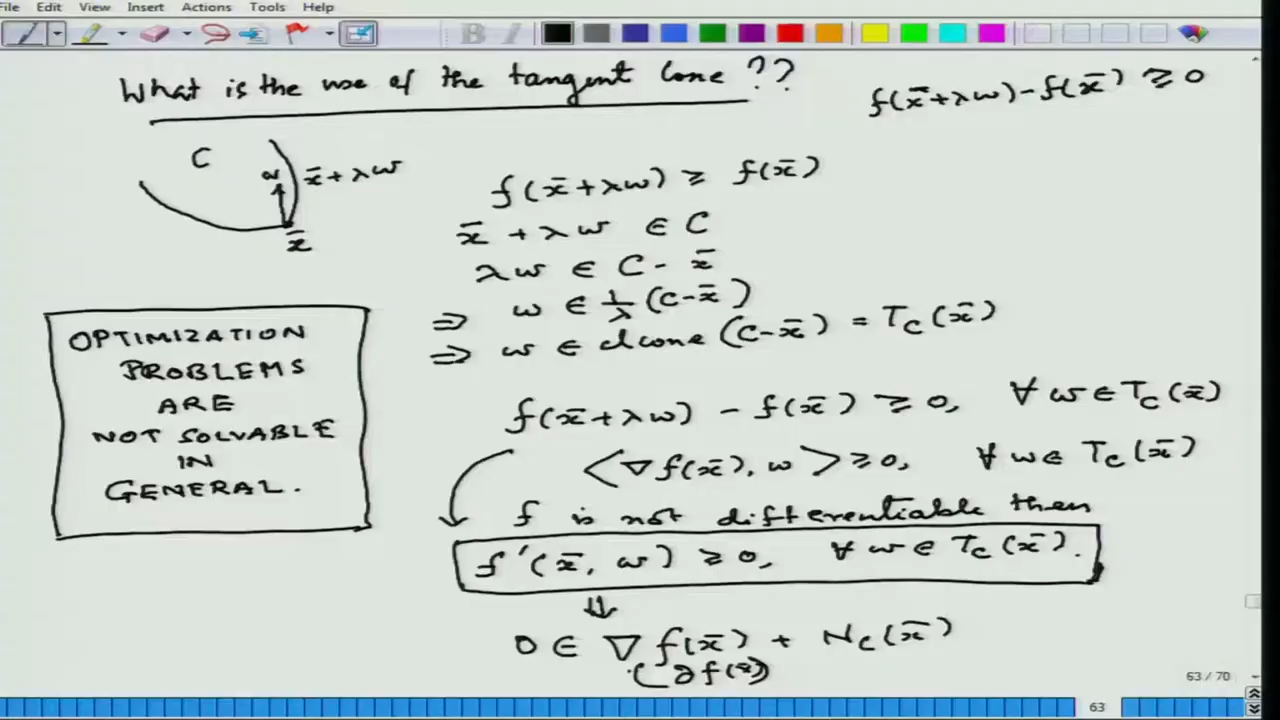 File Edit View Insert Actions Tools Help
What is the use of the tangent Cone ??
f(x̄+λw) - f(x̄) ≥ 0
C
w x̄ + λw
x̄
f(x̄ + λw) ≥ f(x̄)
x̄ + λw ∈ C
λw ∈ C - x̄
⇒ w ∈ 1/λ (C - x̄)
⇒ w ∈ cl cone (C - x̄) = T_C(x̄)
OPTIMIZATION
PROBLEMS
ARE
NOT SOLVABLE
IN
GENERAL.
f(x̄ + λw) - f(x̄) ≥ 0, ∀ w ∈ T_C(x̄)
<∇f(x̄), w> ≥ 0, ∀ w ∈ T_C(x̄)
f is not differentiable then
f'(x̄, w) ≥ 0, ∀ w ∈ T_C(x̄).
⇓
0 ∈ ∇f(x̄) + N_C(x̄)
(∂f(x̄))
63 / 70
63